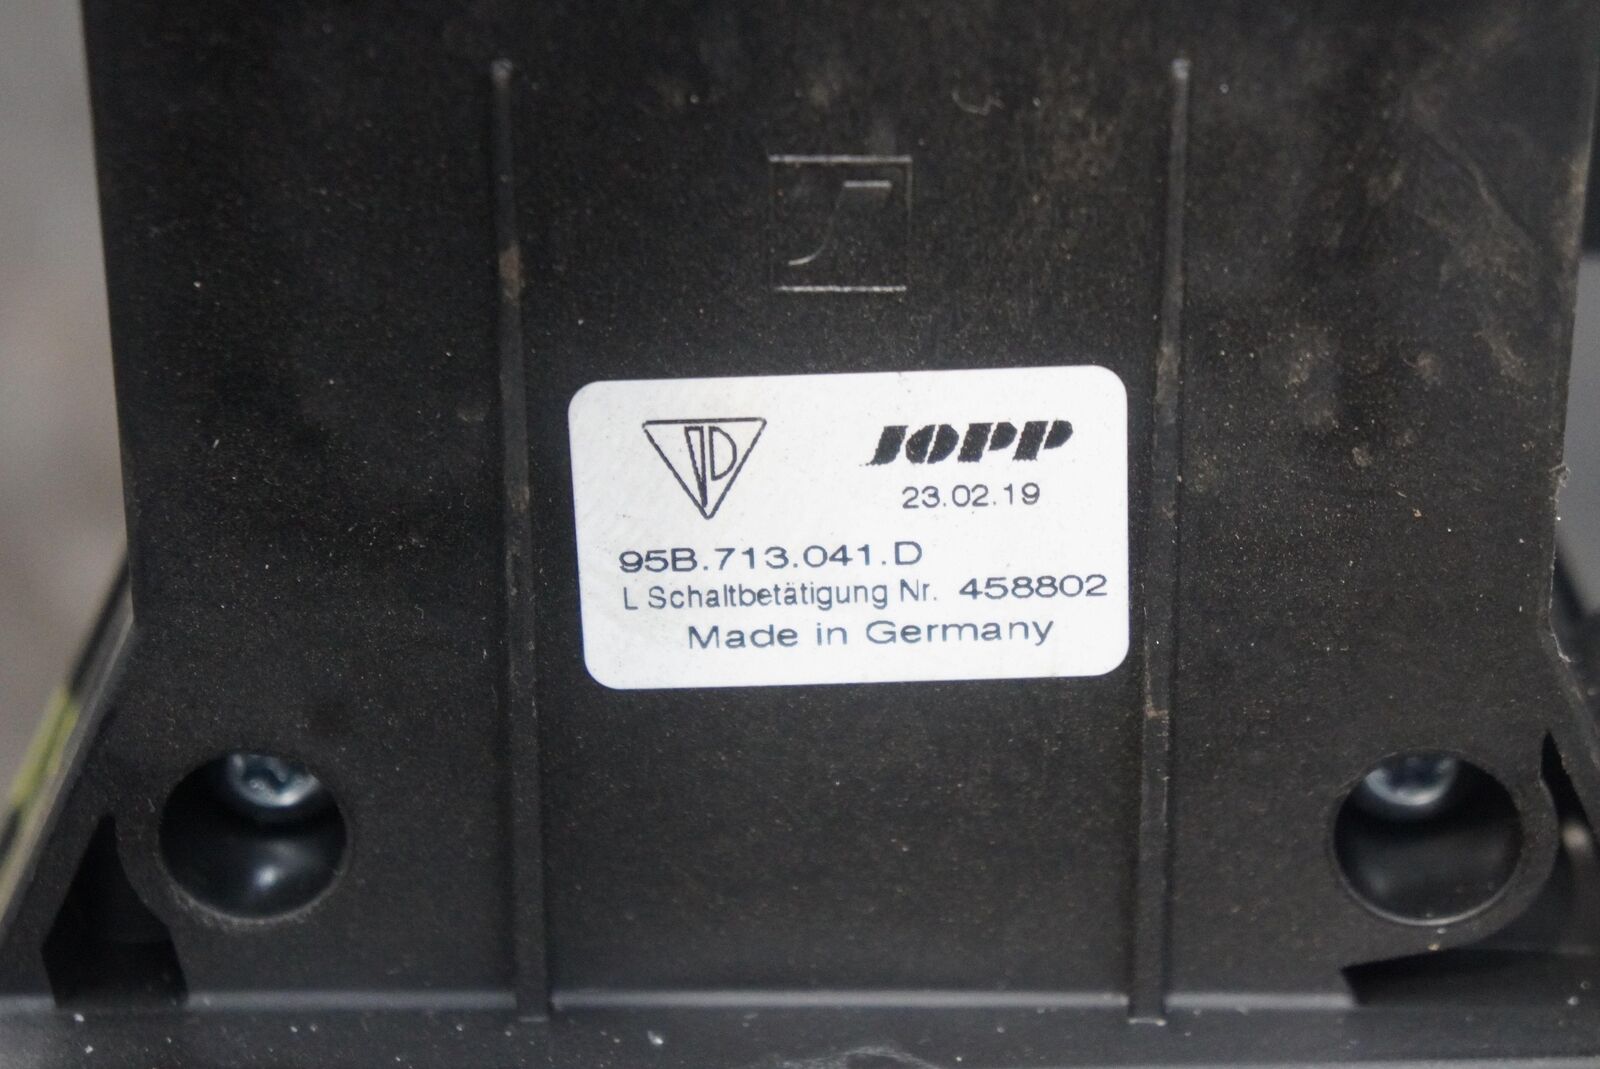 JOPP
23.02.19
95B.713.041.D
L Schaltbetätigung Nr. 458802
Made in Germany